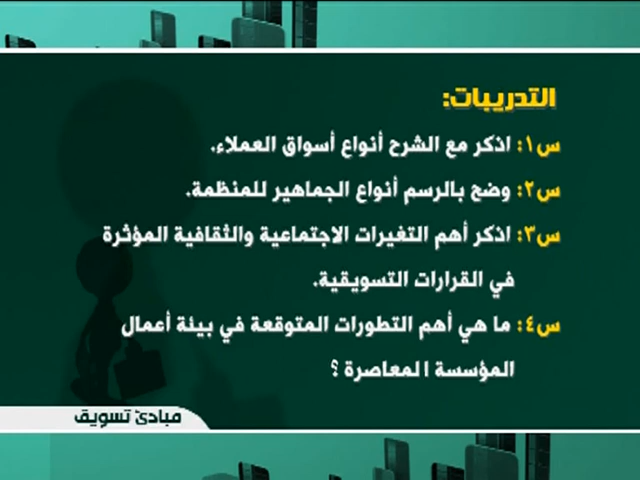 التدريبات:
س١: اذكر مع الشرح أنواع أسواق العملاء.
س٢: وضح بالرسم أنواع الجماهير للمنظمة.
س٣: اذكر أهم التغيرات الاجتماعية والثقافية المؤثرة
في القرارات التسويقية.
س٤: ما هي أهم التطورات المتوقعة في بيئة أعمال
المؤسسة المعاصرة ؟
مبادئ تسويق